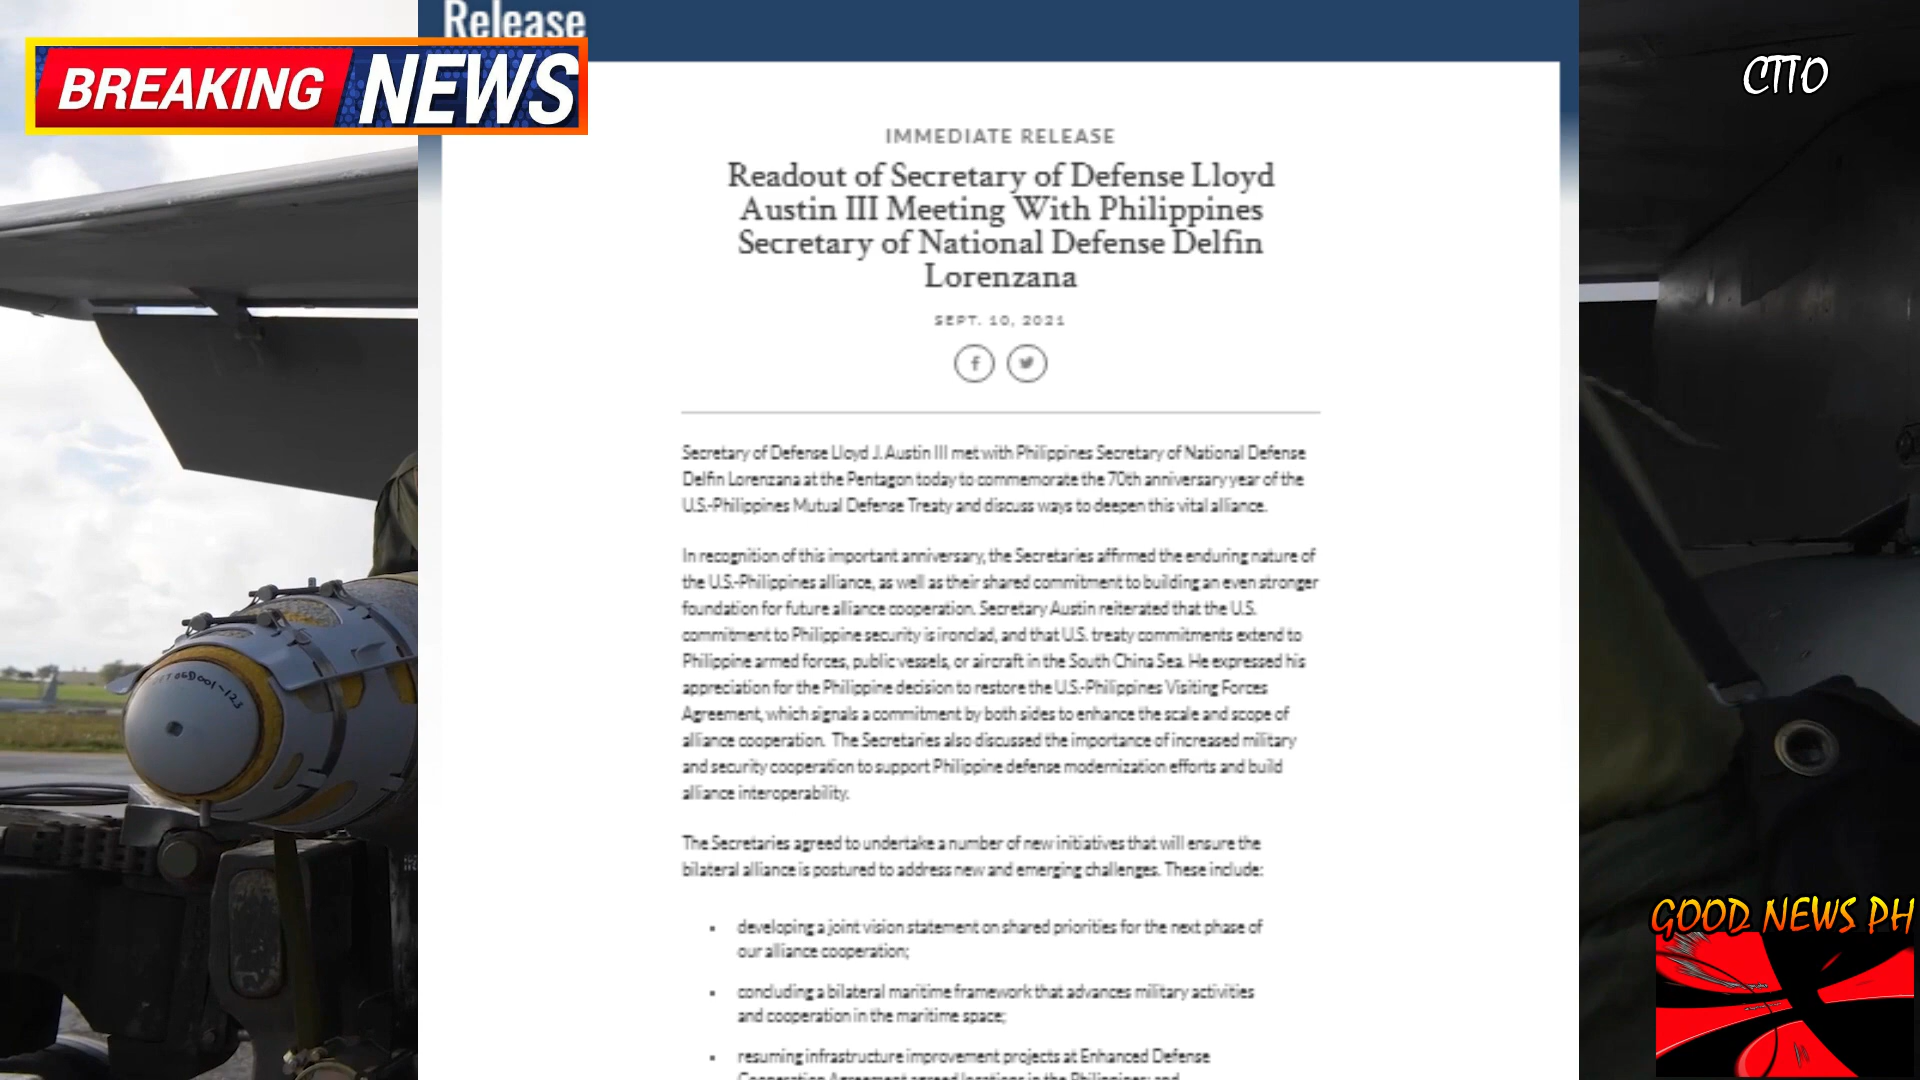 Release
BREAKING NEWS
CTTO
IMMEDIATE RELEASE
Readout of Secretary of Defense Lloyd
Austin III Meeting With Philippines
Secretary of National Defense Delfin
Lorenzana
SEPT. 10, 2021
Secretary of Defense Lloyd J. Austin III met with Philippines Secretary of National Defense
Delfin Lorenzana at the Pentagon today to commemorate the 70th anniversary year of the
U.S.-Philippines Mutual Defense Treaty and discuss ways to deepen this vital alliance.
In recognition of this important anniversary, the Secretaries affirmed the enduring nature of
the U.S.-Philippines alliance, as well as their shared commitment to building an even stronger
foundation for future alliance cooperation. Secretary Austin reiterated that the U.S.
commitment to Philippine security is ironclad, and that U.S. treaty commitments extend to
Philippine armed forces, public vessels, or aircraft in the South China Sea. He expressed his
appreciation for the Philippine decision to restore the U.S.-Philippines Visiting Forces
Agreement, which signals a commitment by both sides to enhance the scale and scope of
alliance cooperation. The Secretaries also discussed the importance of increased military
and security cooperation to support Philippine defense modernization efforts and build
alliance interoperability.
The Secretaries agreed to undertake a number of new initiatives that will ensure the
bilateral alliance is postured to address new and emerging challenges. These include:
developing a joint vision statement on shared priorities for the next phase of
our alliance cooperation;
concluding a bilateral maritime framework that advances military activities
and cooperation in the maritime space;
resuming infrastructure improvement projects at Enhanced Defense
Cooperation Agreement agreed locations in the Philippines; and
GOOD NEWS PH